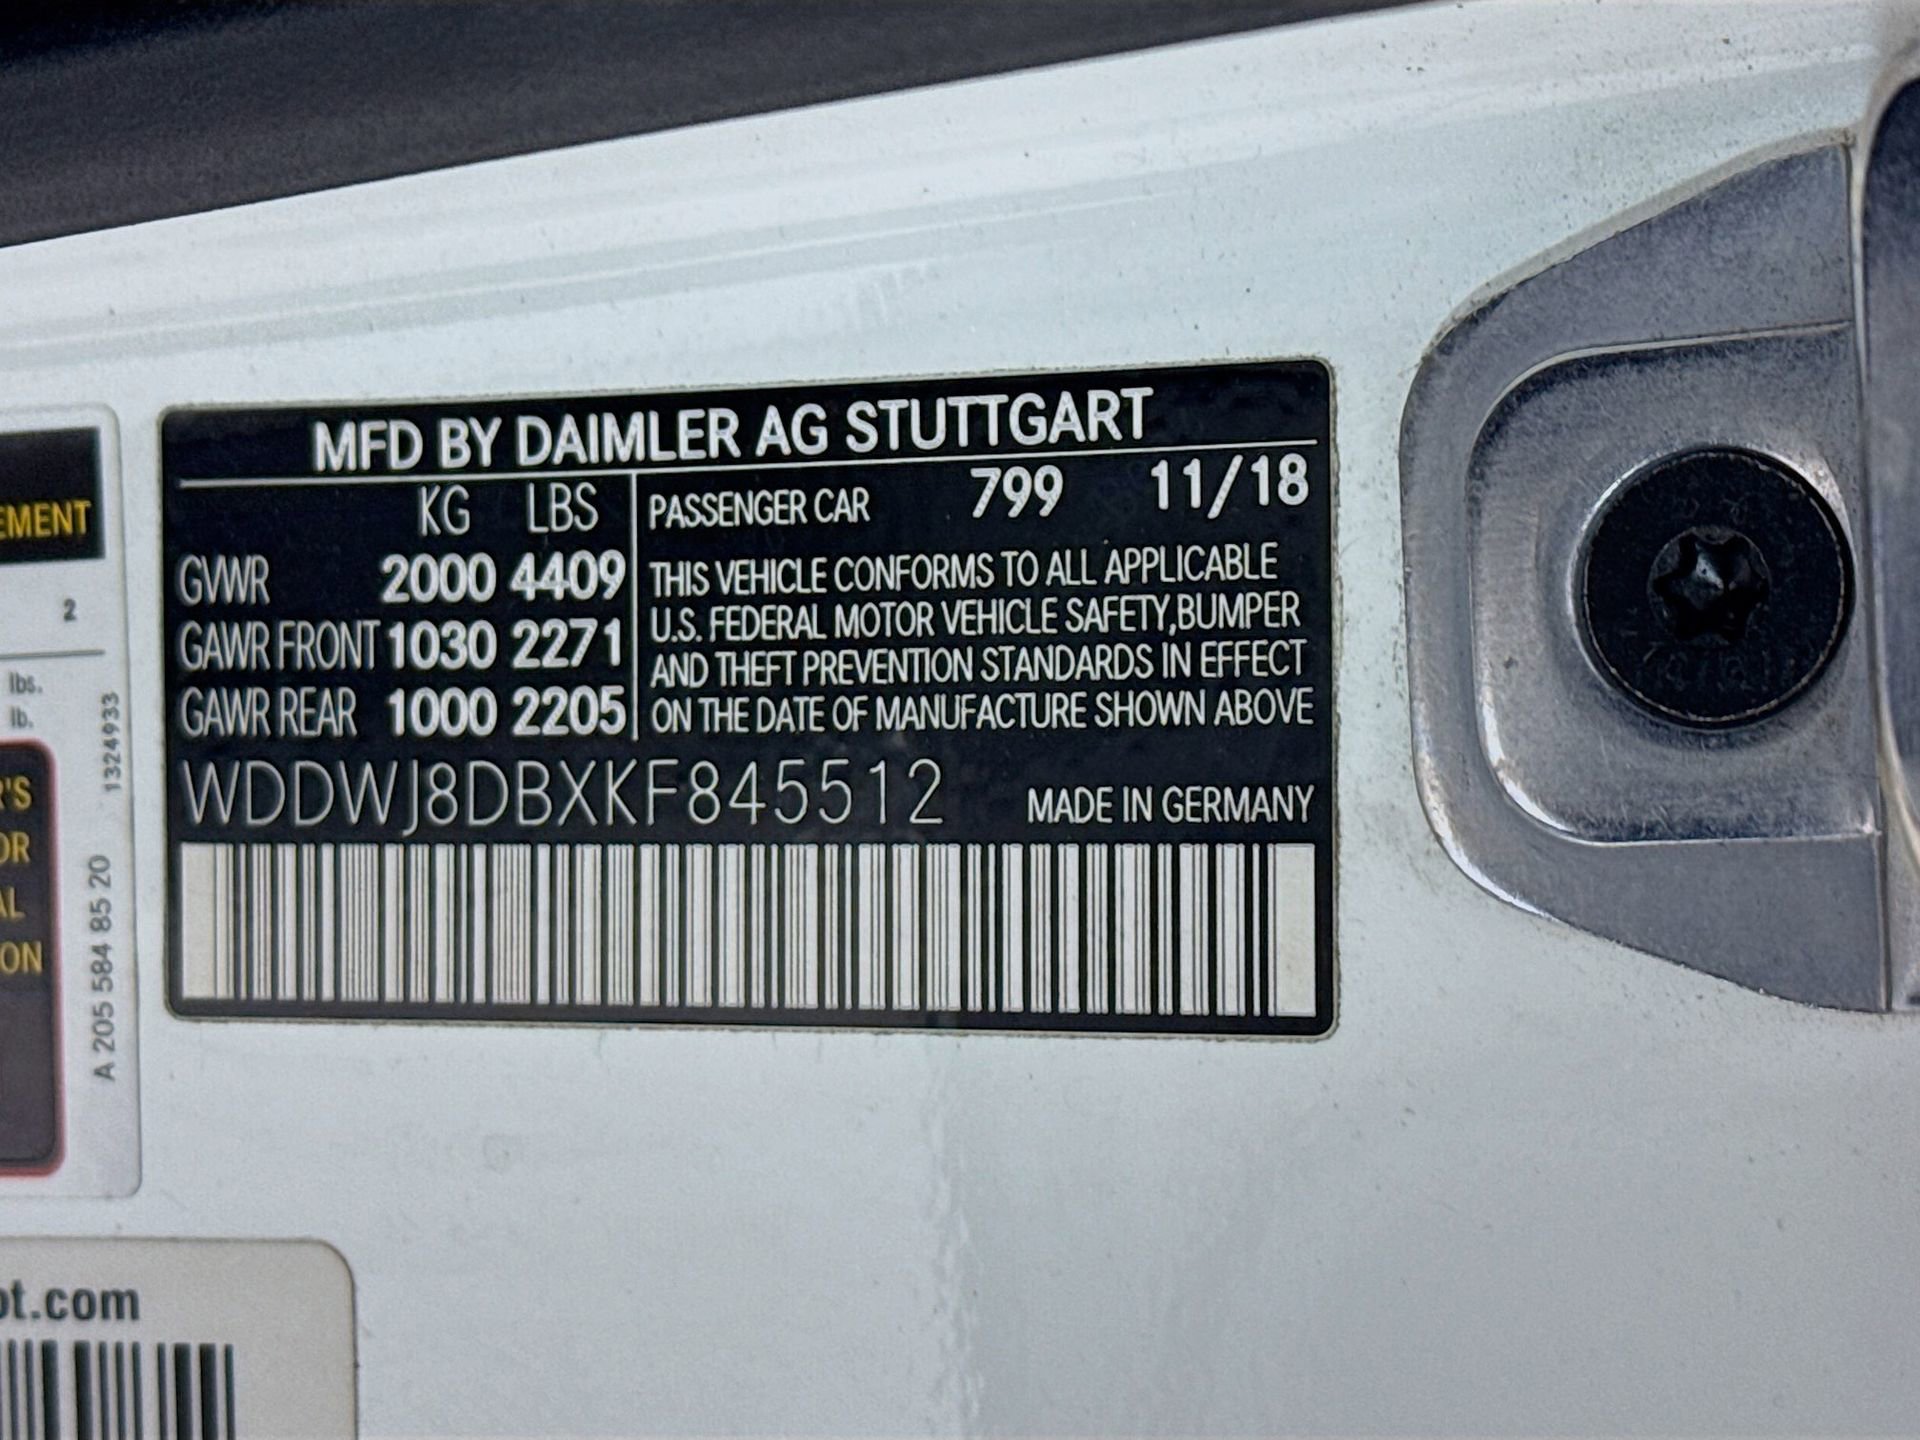 MFD BY DAIMLER AG STUTTGART
KG LBS
GVWR 2000 4409
GAWR FRONT 1030 2271
GAWR REAR 1000 2205
PASSENGER CAR 799 11/18
THIS VEHICLE CONFORMS TO ALL APPLICABLE
U.S. FEDERAL MOTOR VEHICLE SAFETY,BUMPER
AND THEFT PREVENTION STANDARDS IN EFFECT
ON THE DATE OF MANUFACTURE SHOWN ABOVE
WDDWJ8DBXKF845512 MADE IN GERMANY
EMENT
2
lbs.
lb.
R'S
OR
AL
ON
A 205 584 85 20 1324933
ot.com